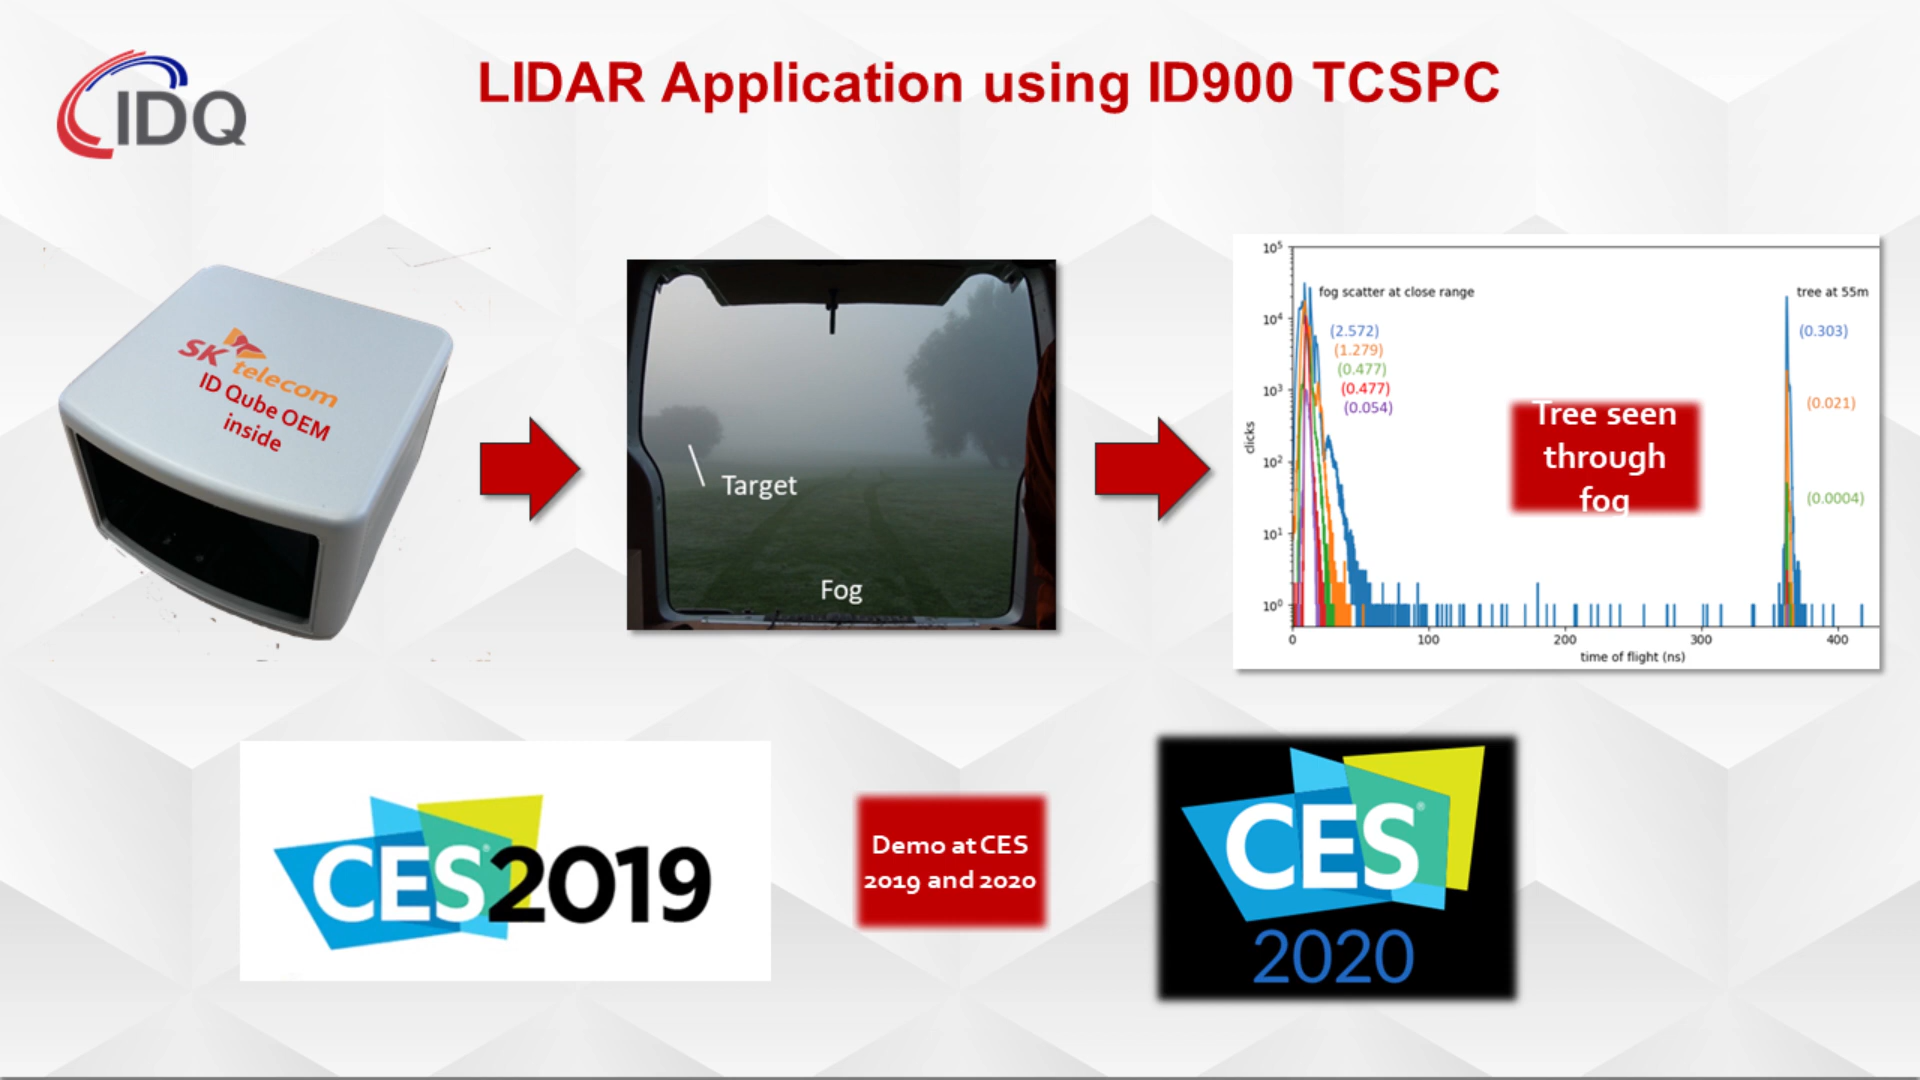 IDQ
LIDAR Application using ID900 TCSPC
SK
telecom
ID Qube OEM
inside
Target
Fog
10⁵
10⁴
10³
10²
10¹
10⁰
clicks
fog scatter at close range
(2.572)
(1.279)
(0.477)
(0.477)
(0.054)
Tree seen
through
fog
tree at 55m
(0.303)
(0.021)
(0.0004)
0 100 200 300 400
time of flight (ns)
CES® 2019
Demo at CES
2019 and 2020
CES®
2020